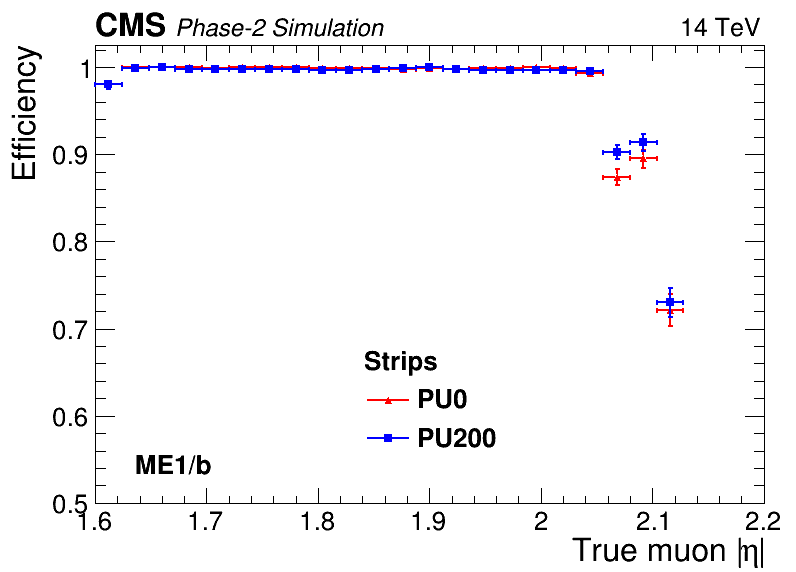 CMS Phase-2 Simulation 14 TeV
Efficiency
1
0.9
0.8
0.7
0.6
0.5
Strips
PU0
PU200
ME1/b
1.6 1.7 1.8 1.9 2 2.1 2.2
True muon |η|